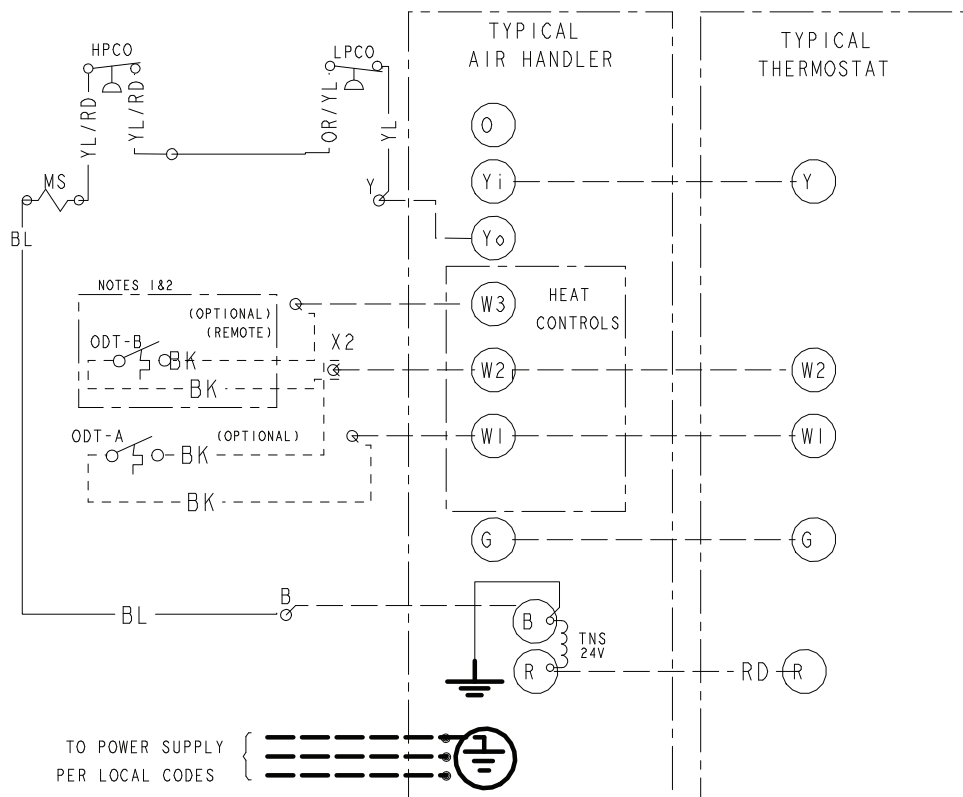 TYPICAL
AIR HANDLER
TYPICAL
THERMOSTAT
HPCO
LPCO
YL/RD
YL/RD
OR/YL
YL
O
Yi
Y
MS
Y
Yo
BL
NOTES 1&2
(OPTIONAL)
(REMOTE)
W3
HEAT
CONTROLS
ODT-B
BK
X2
W2
W2
BK
ODT-A
(OPTIONAL)
W1
W1
BK
BK
G
G
BL
B
B
TNS
24V
R
RD
R
TO POWER SUPPLY
PER LOCAL CODES